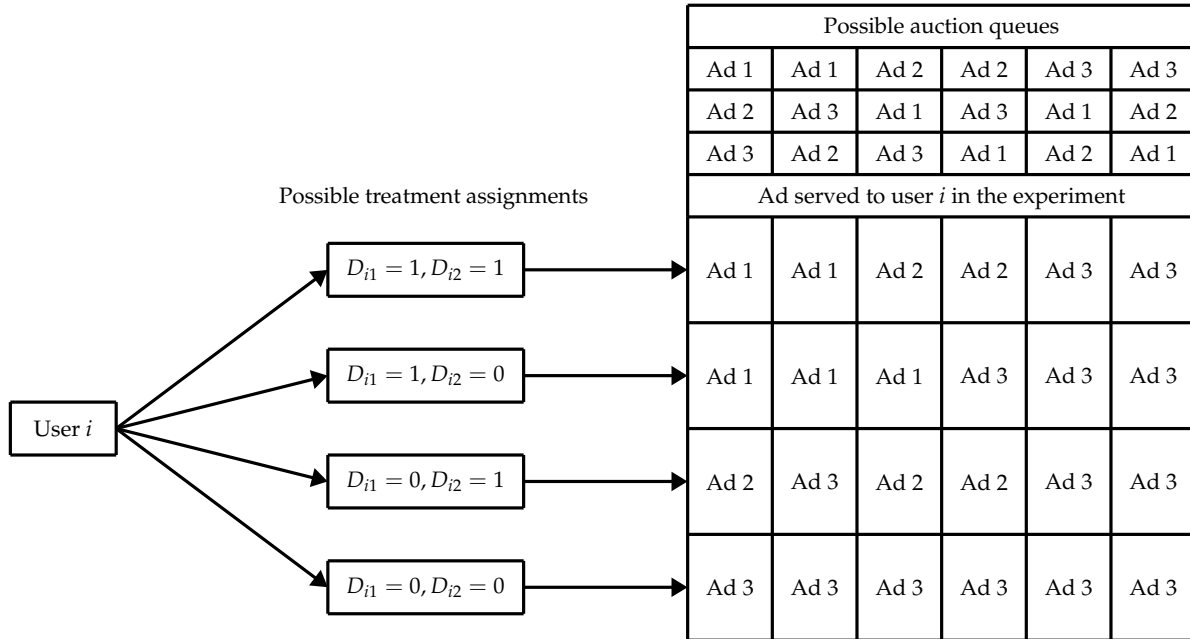 Possible auction queues
Ad 1 Ad 1 Ad 2 Ad 2 Ad 3 Ad 3
Ad 2 Ad 3 Ad 1 Ad 3 Ad 1 Ad 2
Ad 3 Ad 2 Ad 3 Ad 1 Ad 2 Ad 1
Possible treatment assignments
Ad served to user i in the experiment
D_{i1} = 1, D_{i2} = 1
Ad 1 Ad 1 Ad 2 Ad 2 Ad 3 Ad 3
D_{i1} = 1, D_{i2} = 0
Ad 1 Ad 1 Ad 1 Ad 3 Ad 3 Ad 3
User i
D_{i1} = 0, D_{i2} = 1
Ad 2 Ad 3 Ad 2 Ad 2 Ad 3 Ad 3
D_{i1} = 0, D_{i2} = 0
Ad 3 Ad 3 Ad 3 Ad 3 Ad 3 Ad 3